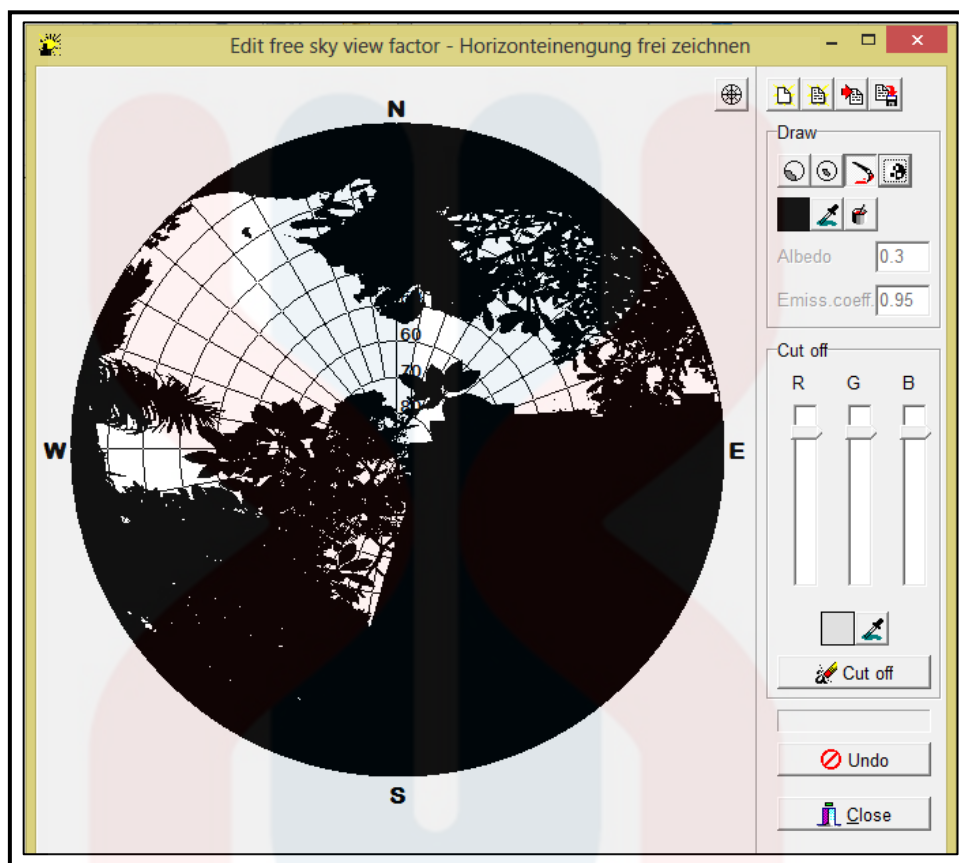 Edit free sky view factor - Horizonteinengung frei zeichnen
N
W
E
S
60
70
Draw
Albedo 0.3
Emiss.coeff. 0.95
Cut off
R G B
Cut off
Undo
Close